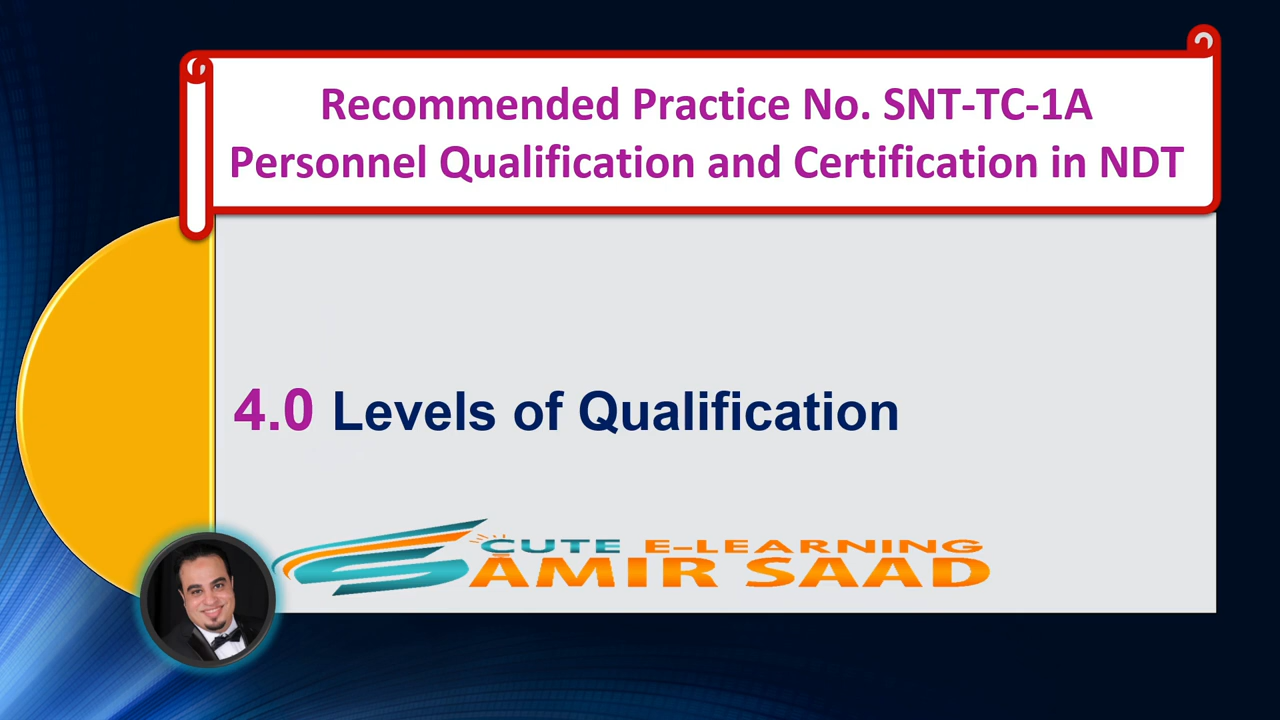 Recommended Practice No. SNT-TC-1A
Personnel Qualification and Certification in NDT
4.0 Levels of Qualification
CUTE E-LEARNING
SAMIR SAAD